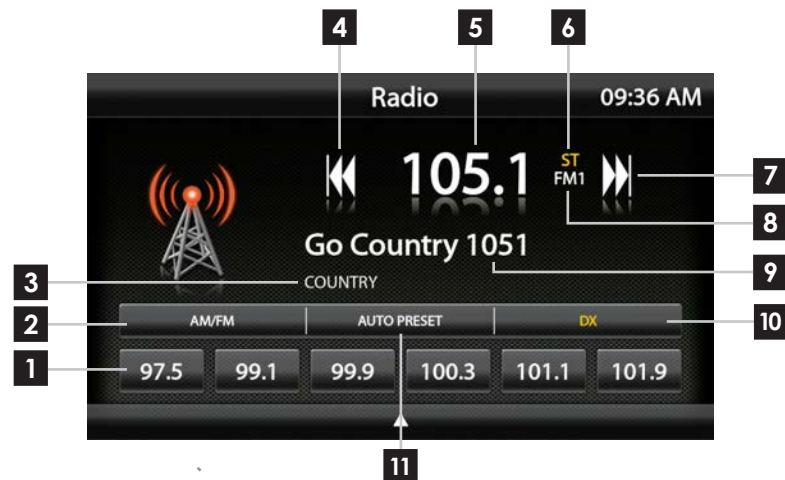 4 5 6
Radio 09:36 AM
105.1 ST
FM1
7
8
Go Country 1051
9
3 COUNTRY
2 AM/FM AUTO PRESET DX 10
1 97.5 99.1 99.9 100.3 101.1 101.9
11